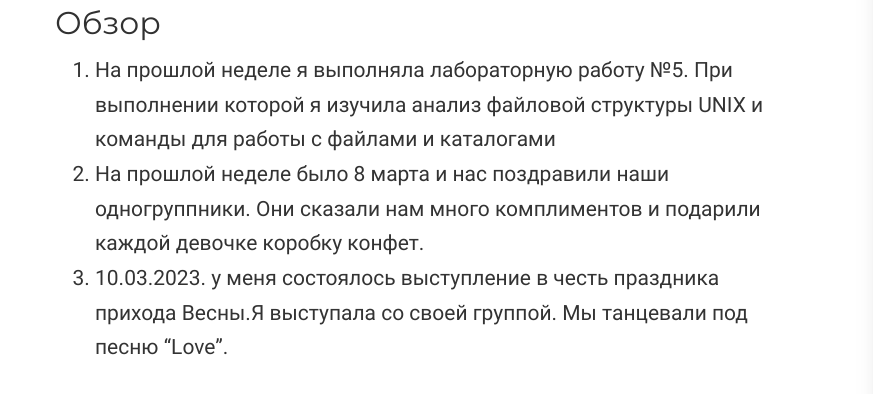 Обзор
1. На прошлой неделе я выполняла лабораторную работу №5. При
выполнении которой я изучила анализ файловой структуры UNIX и
команды для работы с файлами и каталогами
2. На прошлой неделе было 8 марта и нас поздравили наши
одногруппники. Они сказали нам много комплиментов и подарили
каждой девочке коробку конфет.
3. 10.03.2023. у меня состоялось выступление в честь праздника
прихода Весны.Я выступала со своей группой. Мы танцевали под
песню “Love”.